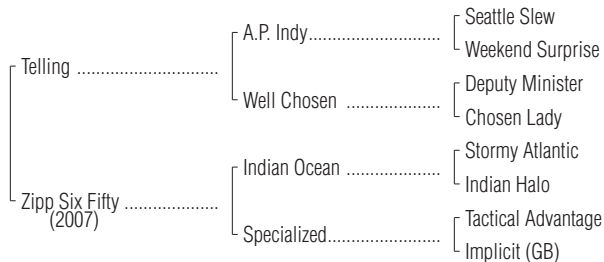 Seattle Slew
A.P. Indy......................
Weekend Surprise
Telling .............................
Deputy Minister
Well Chosen ...................
Chosen Lady
Stormy Atlantic
Indian Ocean ...................
Indian Halo
Zipp Six Fifty ...................
(2007)
Tactical Advantage
Specialized.......................
Implicit (GB)